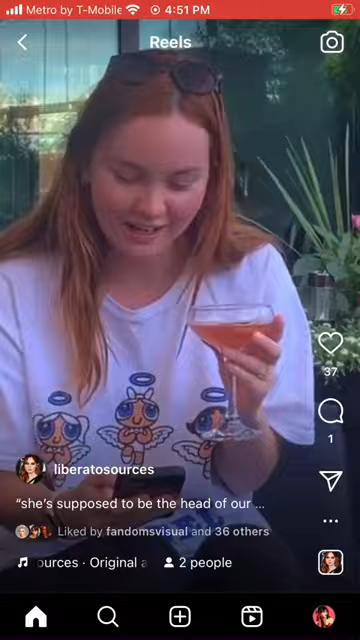 Metro by T-Mobile 4:51 PM
Reels
37
1
liberatosources
“she’s supposed to be the head of our ...
Liked by fandomsvisual and 36 others
ources · Original a 2 people